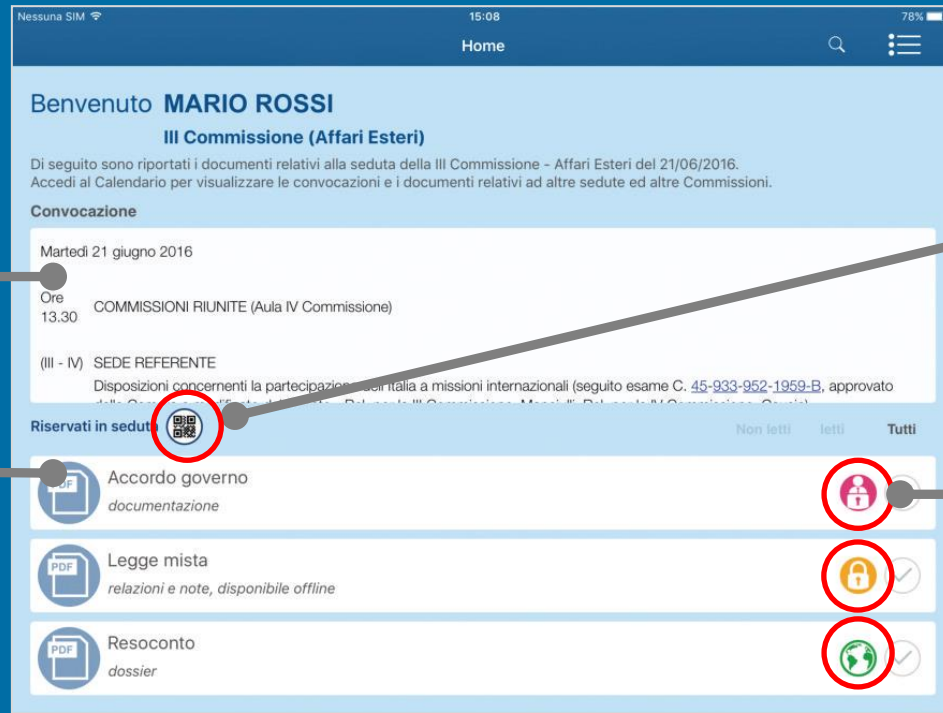 Nessuna SIM 15:08 78%
Home
Benvenuto MARIO ROSSI
III Commissione (Affari Esteri)
Di seguito sono riportati i documenti relativi alla seduta della III Commissione - Affari Esteri del 21/06/2016.
Accedi al Calendario per visualizzare le convocazioni e i documenti relativi ad altre sedute ed altre Commissioni.
Convocazione
Martedì 21 giugno 2016
Ore
13.30 COMMISSIONI RIUNITE (Aula IV Commissione)
(III - IV) SEDE REFERENTE
Disposizioni concernenti la partecipazione dell'Italia a missioni internazionali (seguito esame C. 45-933-952-1959-B, approvato
Riservati in seduta Non letti letti Tutti
Accordo governo
documentazione
PDF
Legge mista
relazioni e note, disponibile offline
PDF
Resoconto
dossier